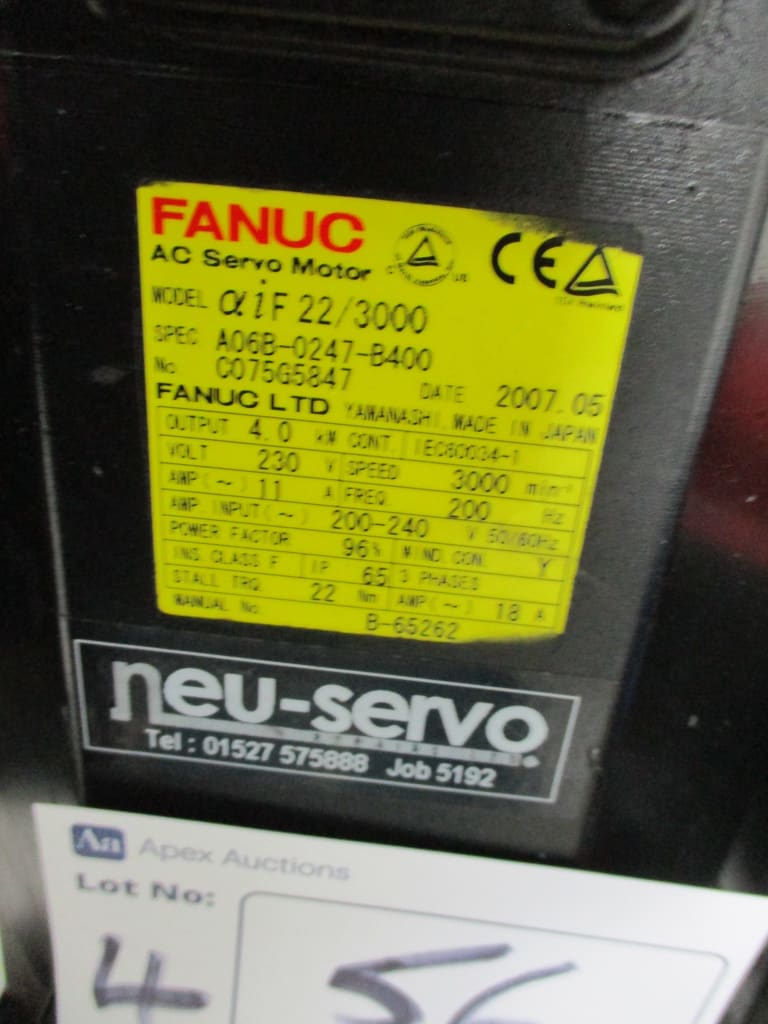 FANUC
AC Servo Motor
CE
MODEL αiF 22/3000
SPEC A06B-0247-B400
No. C075G5847
DATE 2007.05
FANUC LTD YAMANASHI, MADE IN JAPAN
OUTPUT 4.0 kW CONT. IEC60034-1
VOLT 230 V SPEED 3000 min⁻¹
AMP(~) 11 A FREQ 200 Hz
AMP INPUT(~) 200-240 V 50/60Hz
POWER FACTOR 96% WIND CON. Y
INS. CLASS F IP 65 3 PHASES
STALL TRQ 22 Nm AMP(~) 18 A
MANUAL No. B-65262
neu-servo
REPAIRS LTD.
Tel : 01527 575888 Job 5192
Aa Apex Auctions
Lot No:
4